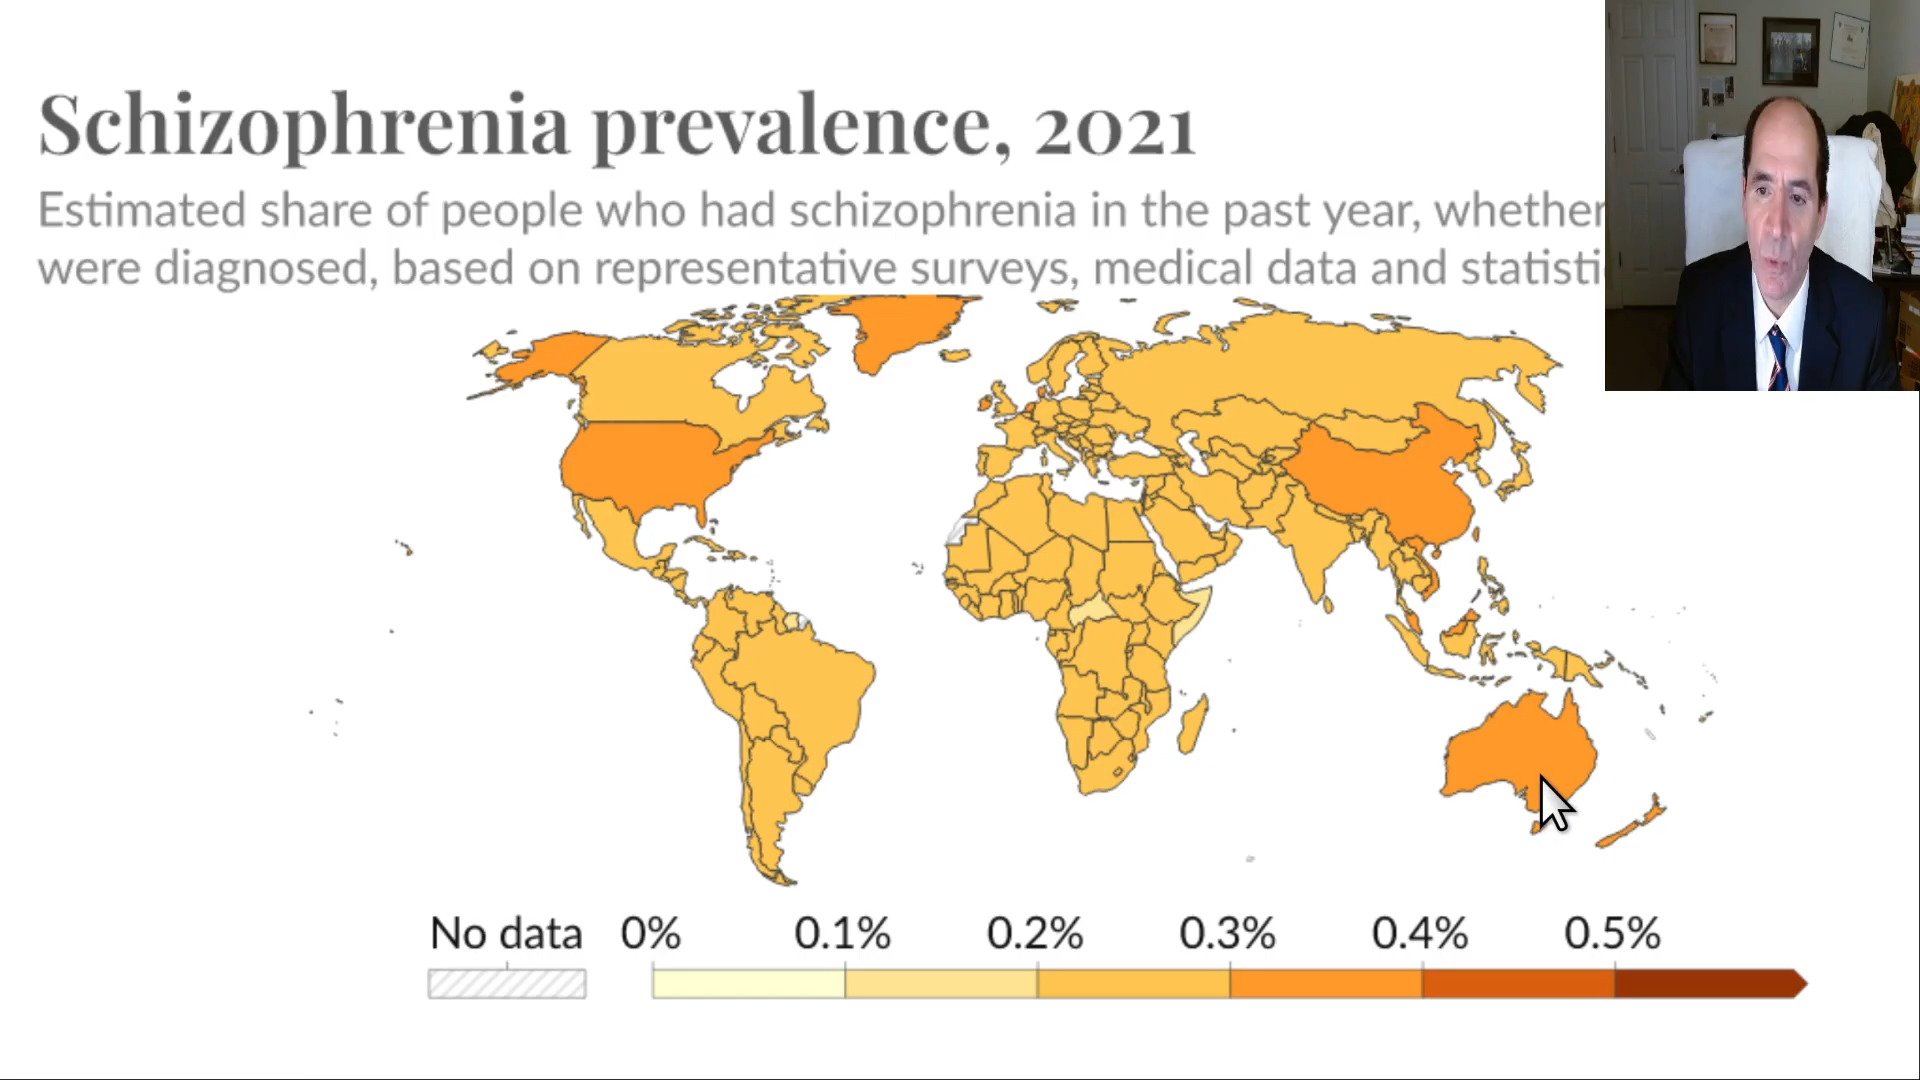 Schizophrenia prevalence, 2021
Estimated share of people who had schizophrenia in the past year, whether
were diagnosed, based on representative surveys, medical data and
No data 0% 0.1% 0.2% 0.3% 0.4% 0.5%